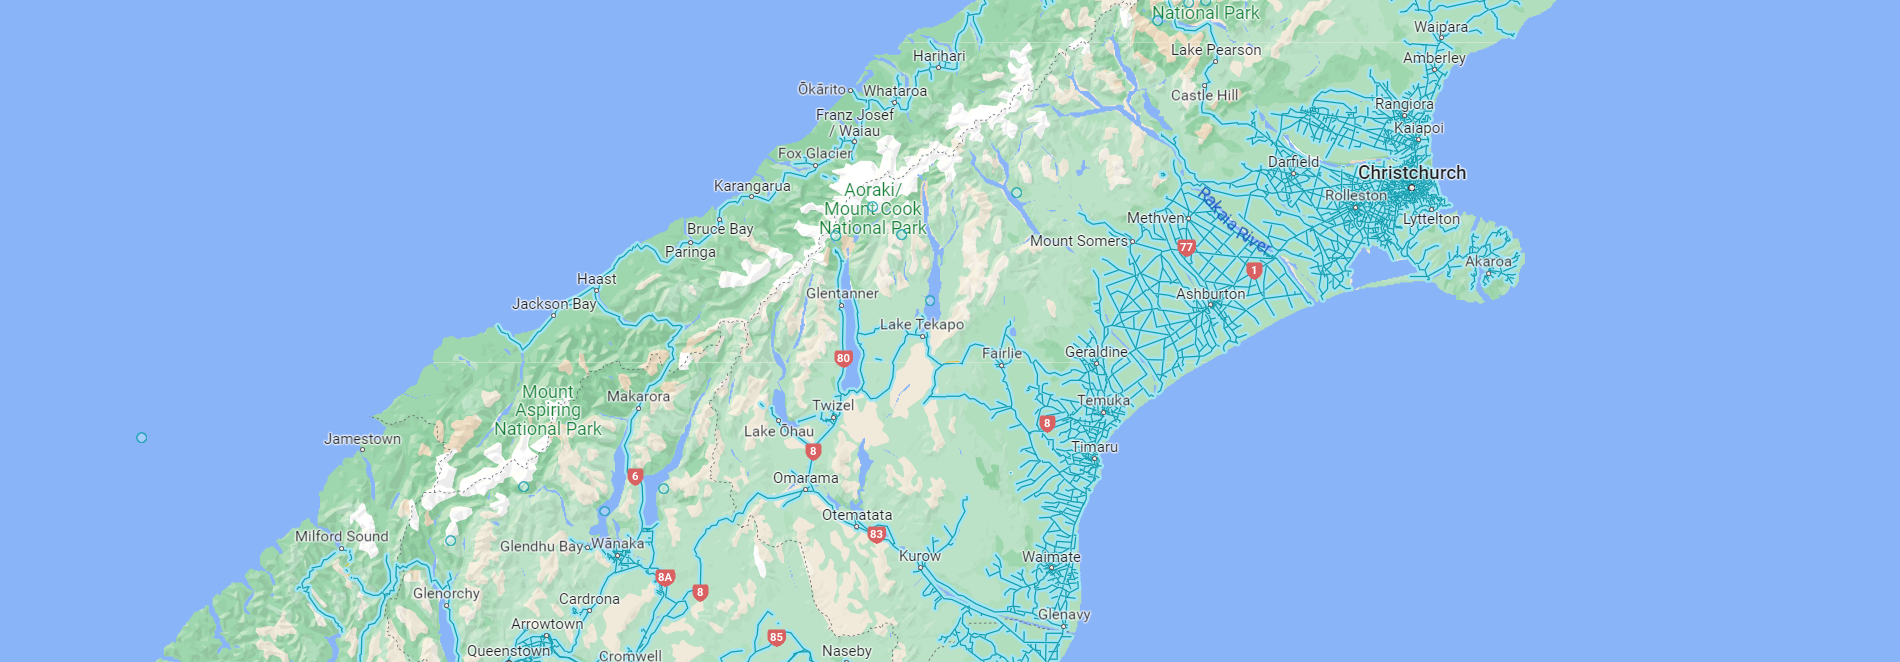 National Park
Waipara
Lake Pearson
Harihari
Amberley
Ōkārito
Whataroa
Castle Hill
Rangiora
Franz Josef
/ Waiau
Kaiapoi
Fox Glacier
Darfield
Christchurch
Karangarua
Aoraki/
Mount Cook
National Park
Rolleston
Rakaia River
Methven
Lyttelton
Bruce Bay
Mount Somers
77
Paringa
Akaroa
1
Haast
Glentanner
Ashburton
Jackson Bay
Lake Tekapo
80
Fairlie
Geraldine
Mount
Aspiring
National Park
Makarora
Twizel
Temuka
8
Lake Ōhau
Jamestown
8
Timaru
6
Omarama
Otematata
83
Milford Sound
Glendhu Bay
Wānaka
Kurow
Waimate
8A
8
Glenorchy
Cardrona
Glenavy
Arrowtown
85
Queenstown
Cromwell
Naseby